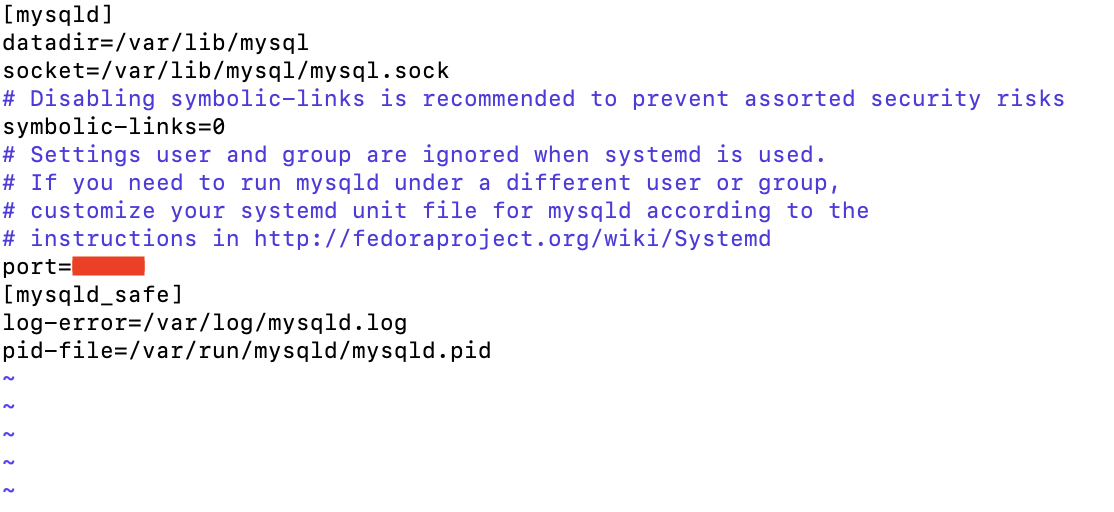 [mysqld]
datadir=/var/lib/mysql
socket=/var/lib/mysql/mysql.sock
# Disabling symbolic-links is recommended to prevent assorted security risks
symbolic-links=0
# Settings user and group are ignored when systemd is used.
# If you need to run mysqld under a different user or group,
# customize your systemd unit file for mysqld according to the
# instructions in http://fedoraproject.org/wiki/Systemd
port=
[mysqld_safe]
log-error=/var/log/mysqld.log
pid-file=/var/run/mysqld/mysqld.pid
~
~
~
~
~